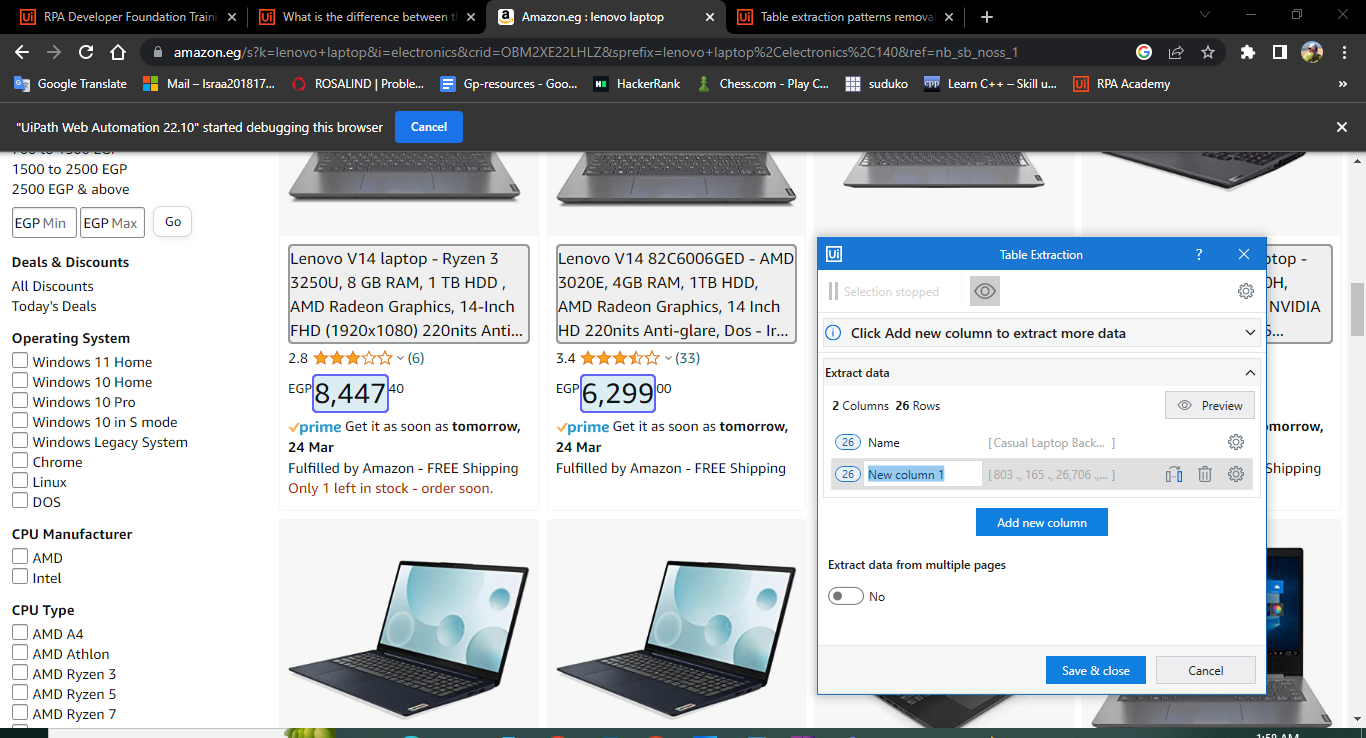 RPA Developer Foundation Traini
What is the difference between t
Amazon.eg : lenovo laptop
Table extraction patterns removal
amazon.eg/s?k=lenovo+laptop&i=electronics&crid=OBM2XE22LHLZ&sprefix=lenovo+laptop%2Celectronics%2C140&ref=nb_sb_noss_1
Google Translate
Mail – Israa201817...
ROSALIND | Proble...
Gp-resources - Goo...
HackerRank
Chess.com - Play C...
suduko
Learn C++ – Skill u...
RPA Academy
»
"UiPath Web Automation 22.10" started debugging this browser
Cancel
1500 to 2500 EGP
2500 EGP & above
EGP Min
EGP Max
Go
Deals & Discounts
All Discounts
Today's Deals
Operating System
Windows 11 Home
Windows 10 Home
Windows 10 Pro
Windows 10 in S mode
Windows Legacy System
Chrome
Linux
DOS
CPU Manufacturer
AMD
Intel
CPU Type
AMD A4
AMD Athlon
AMD Ryzen 3
AMD Ryzen 5
AMD Ryzen 7
Lenovo V14 laptop - Ryzen 3
3250U, 8 GB RAM, 1 TB HDD ,
AMD Radeon Graphics, 14-Inch
FHD (1920x1080) 220nits Anti...
2.8
(6)
EGP 8,447 40
prime Get it as soon as tomorrow,
24 Mar
Fulfilled by Amazon - FREE Shipping
Only 1 left in stock - order soon.
Lenovo V14 82C6006GED - AMD
3020E, 4GB RAM, 1TB HDD,
AMD Radeon Graphics, 14 Inch
HD 220nits Anti-glare, Dos - Ir...
3.4
(33)
EGP 6,299 00
prime Get it as soon as tomorrow,
24 Mar
Fulfilled by Amazon - FREE Shipping
Ui
Table Extraction
?
Selection stopped
Click Add new column to extract more data
Extract data
2 Columns 26 Rows
Preview
26 Name [Casual Laptop Back... ]
26 New column 1 [803 ., 165 ., 26,706 .,... ]
Add new column
Extract data from multiple pages
No
Save & close
Cancel
top -
0H,
NVIDIA
orrow,
Shipping